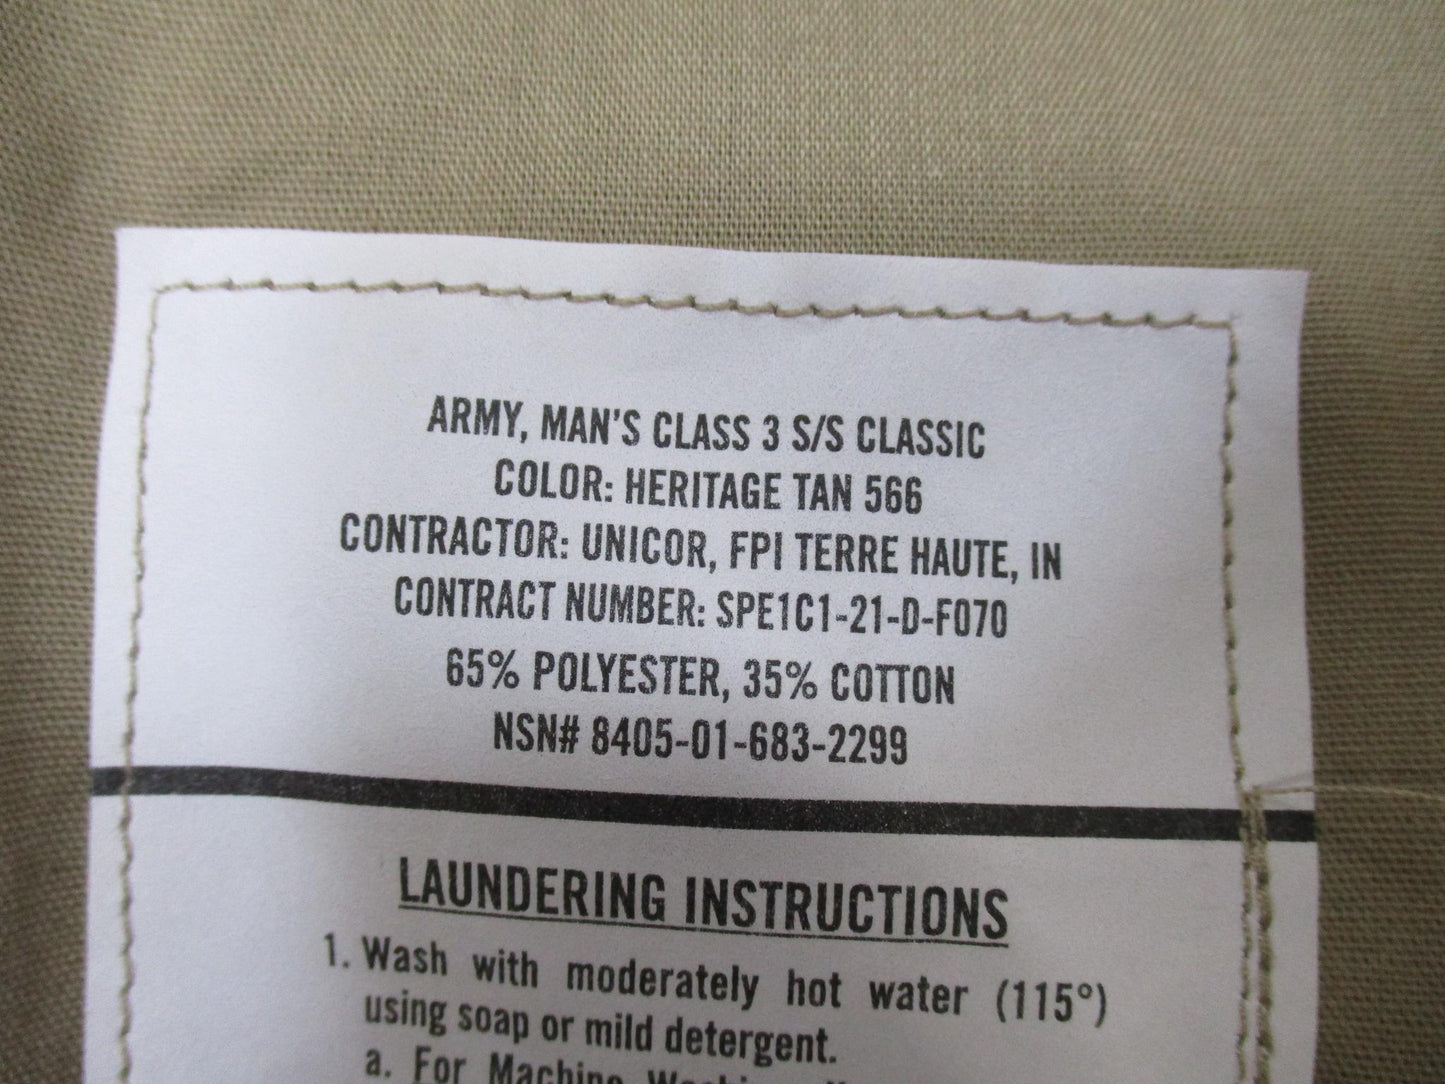 ARMY, MAN'S CLASS 3 S/S CLASSIC
COLOR: HERITAGE TAN 566
CONTRACTOR: UNICOR, FPI TERRE HAUTE, IN
CONTRACT NUMBER: SPE1C1-21-D-F070
65% POLYESTER, 35% COTTON
NSN# 8405-01-683-2299
LAUNDERING INSTRUCTIONS
1. Wash with moderately hot water (115°)
using soap or mild detergent.
a. For Machine